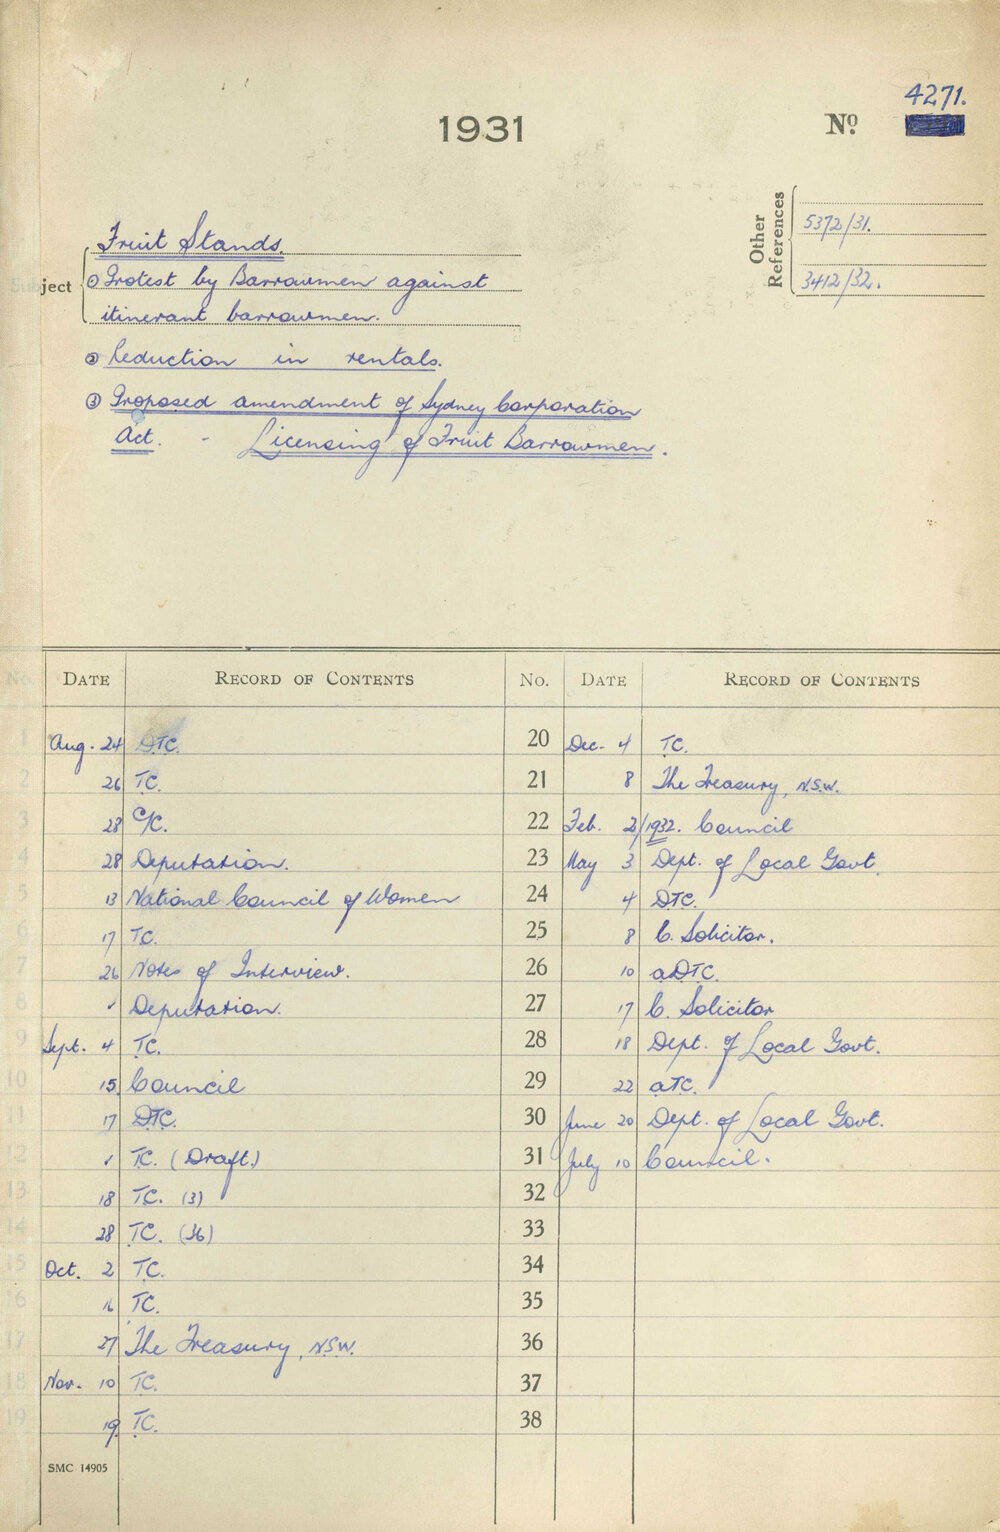 4271.
1931 No.
Other References
5372/31.
3412/32.
Subject
Fruit Stands.
① Protest by Barrowmen against
itinerant barrowmen.
② Reduction in rentals.
③ Proposed amendment of Sydney Corporation
Act. - Licensing of Fruit Barrowmen.
No. DATE RECORD OF CONTENTS No. DATE RECORD OF CONTENTS
1 Aug. 24 DTC. 20 Dec. 4 TC.
2 26 TC. 21 8 The Treasury, N.S.W.
3 28 C/C. 22 Feb. 2/1932. Council
4 28 Deputation. 23 May 3 Dept. of Local Govt.
5 13 National Council of Women 24 4 DTC.
6 17 TC. 25 8 C. Solicitor.
7 26 Notes of Interview. 26 10 aDTC.
8 Deputation. 27 17 C. Solicitor
9 Sept. 4 TC. 28 18 Dept. of Local Govt.
10 15. Council 29 22 aTC.
11 17 DTC. 30 June 20 Dept. of Local Govt.
12 TC. (Draft.) 31 July 10 Council.
13 18 TC. (3) 32
14 28 TC. (36) 33
15 Oct. 2 TC. 34
16 16 TC. 35
17 27 The Treasury, N.S.W. 36
18 Nov. 10 TC. 37
19 19. TC. 38
SMC 14905